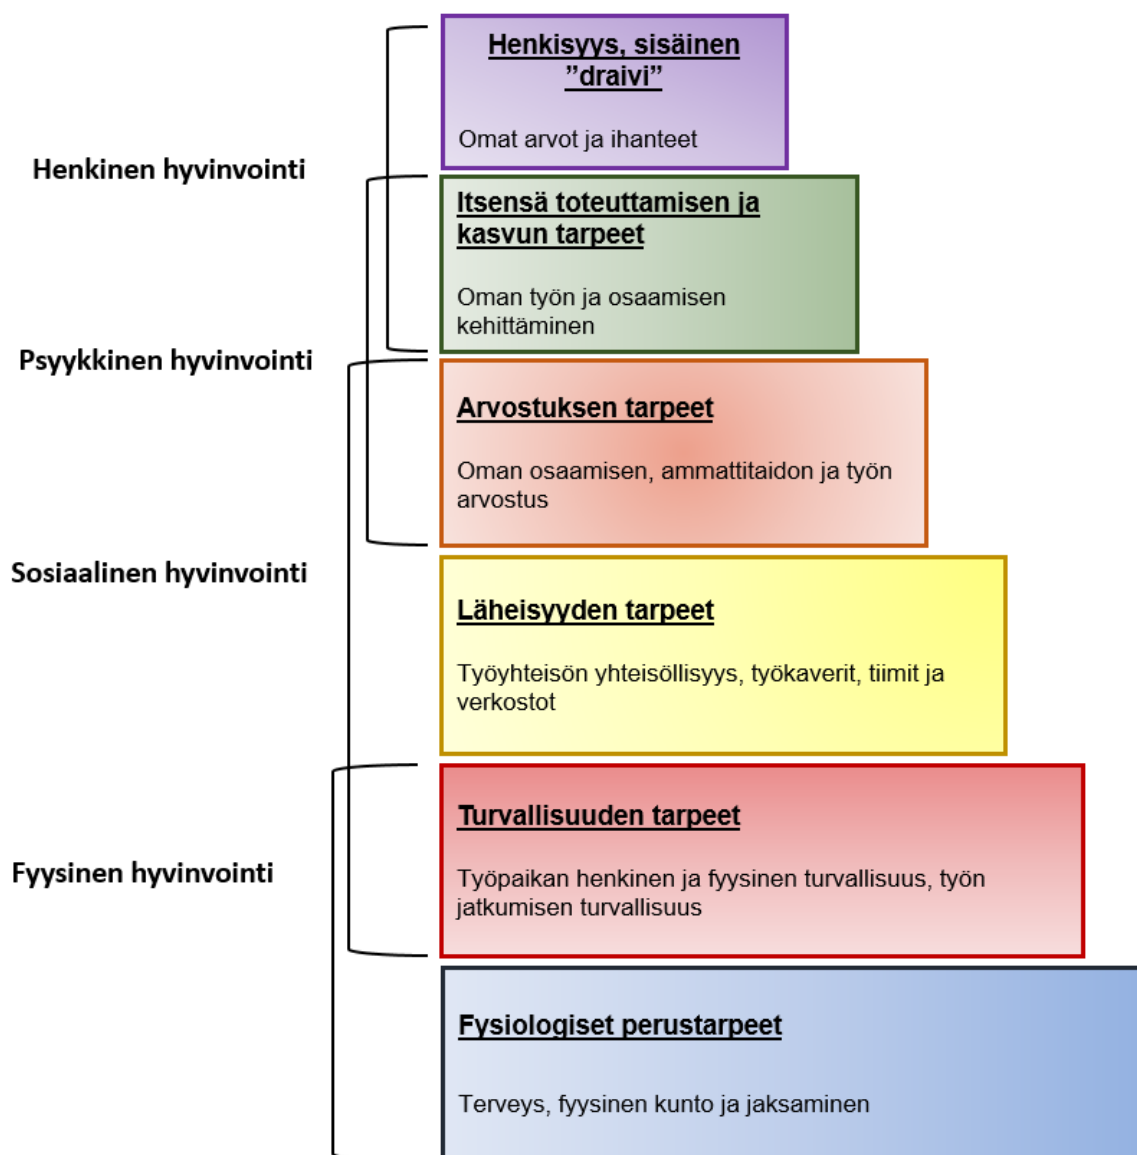 Henkisyys, sisäinen
”draivi”
Omat arvot ja ihanteet
Henkinen hyvinvointi
Itsensä toteuttamisen ja
kasvun tarpeet
Oman työn ja osaamisen
kehittäminen
Psyykkinen hyvinvointi
Arvostuksen tarpeet
Oman osaamisen, ammattitaidon ja työn
arvostus
Sosiaalinen hyvinvointi
Läheisyyden tarpeet
Työyhteisön yhteisöllisyys, työkaverit, tiimit ja
verkostot
Turvallisuuden tarpeet
Työpaikan henkinen ja fyysinen turvallisuus, työn
jatkumisen turvallisuus
Fyysinen hyvinvointi
Fysiologiset perustarpeet
Terveys, fyysinen kunto ja jaksaminen